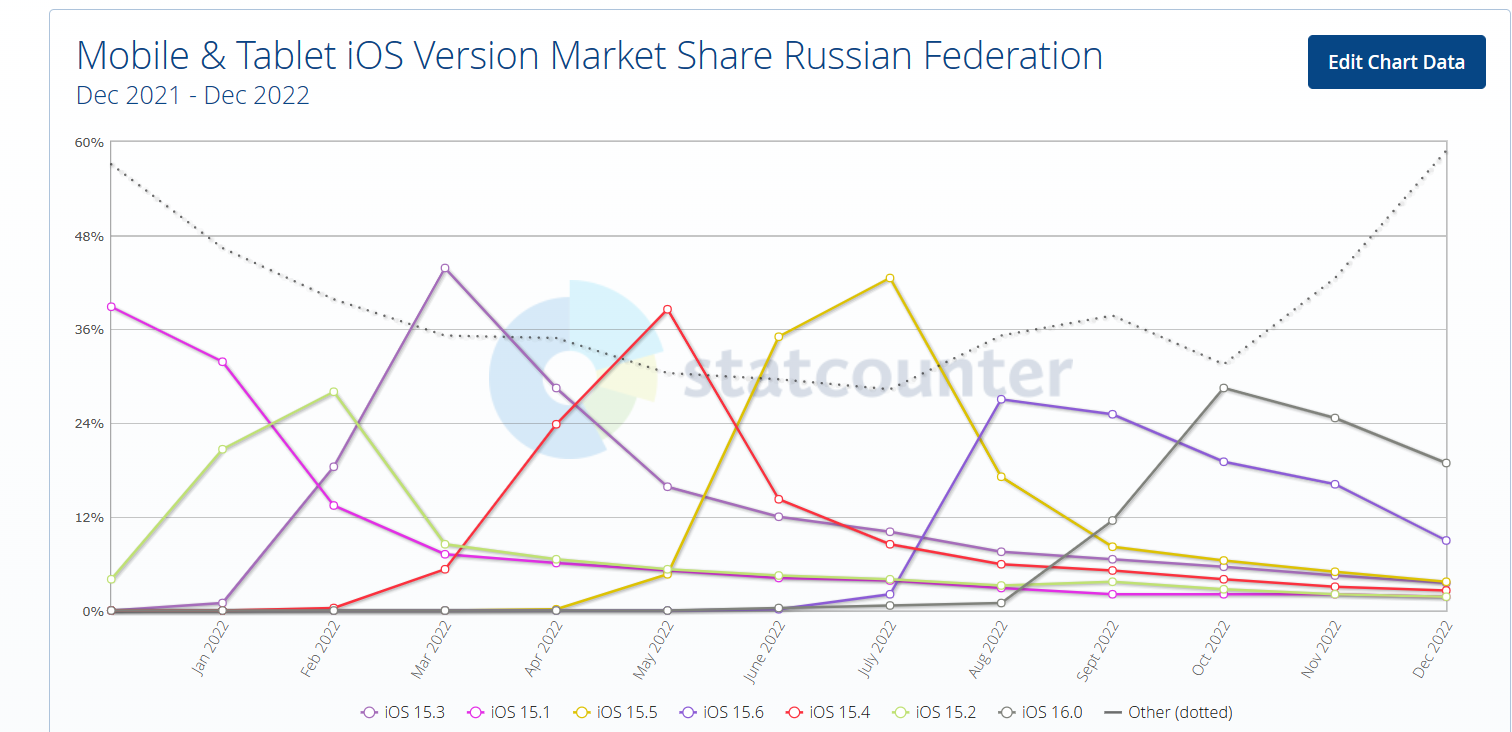 Mobile & Tablet iOS Version Market Share Russian Federation
Dec 2021 - Dec 2022
Edit Chart Data
60%
48%
36%
24%
12%
0%
statcounter
Jan 2022
Feb 2022
Mar 2022
Apr 2022
May 2022
June 2022
July 2022
Aug 2022
Sept 2022
Oct 2022
Nov 2022
Dec 2022
iOS 15.3 iOS 15.1 iOS 15.5 iOS 15.6 iOS 15.4 iOS 15.2 iOS 16.0 Other (dotted)